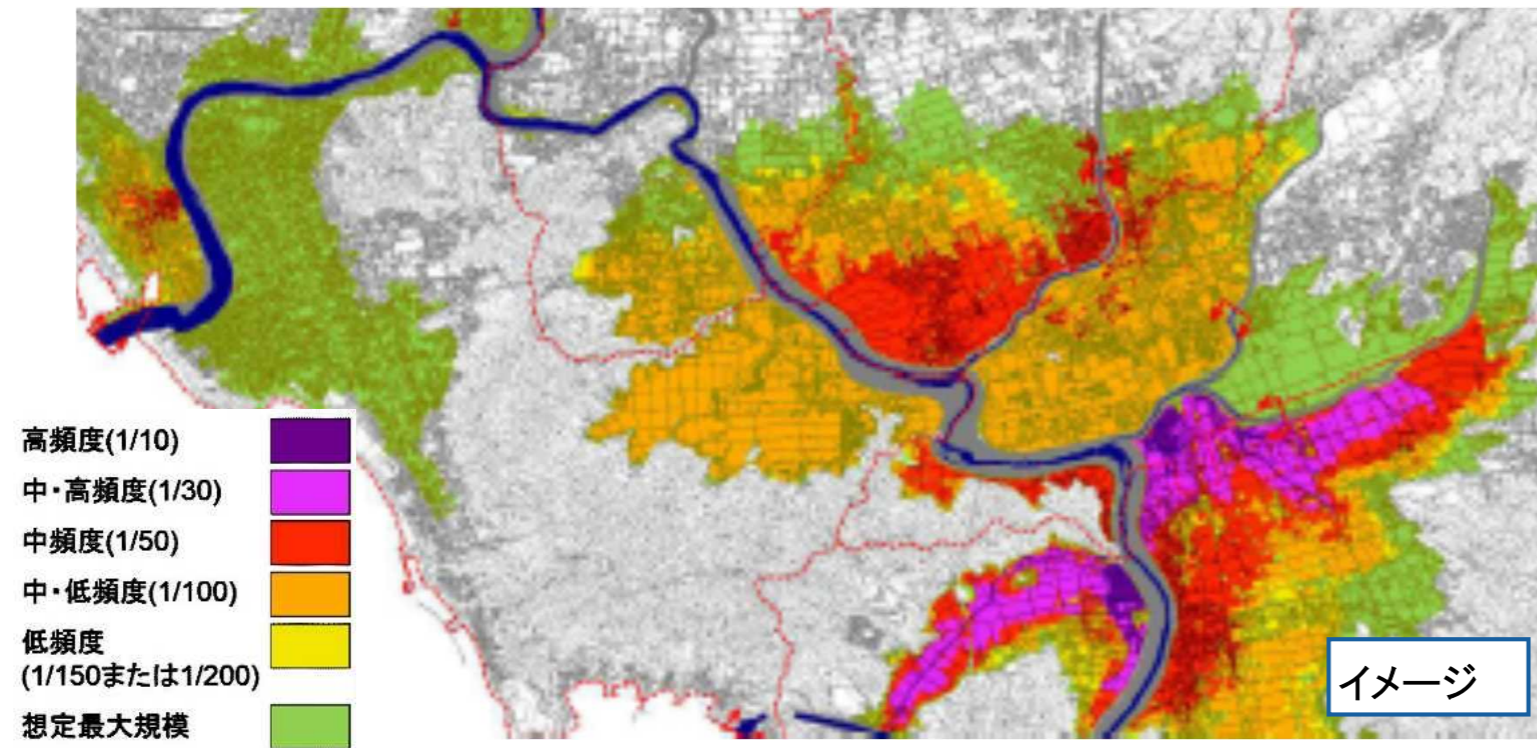 高頻度(1/10)
中・高頻度(1/30)
中頻度(1/50)
中・低頻度(1/100)
低頻度
(1/150または1/200)
想定最大規模
イメージ